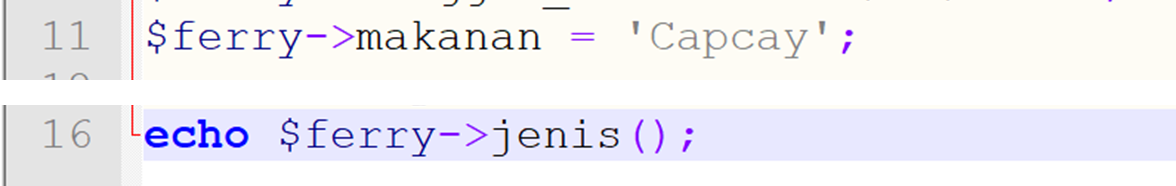 11 $ferry->makanan = 'Capcay';
16 echo $ferry->jenis();